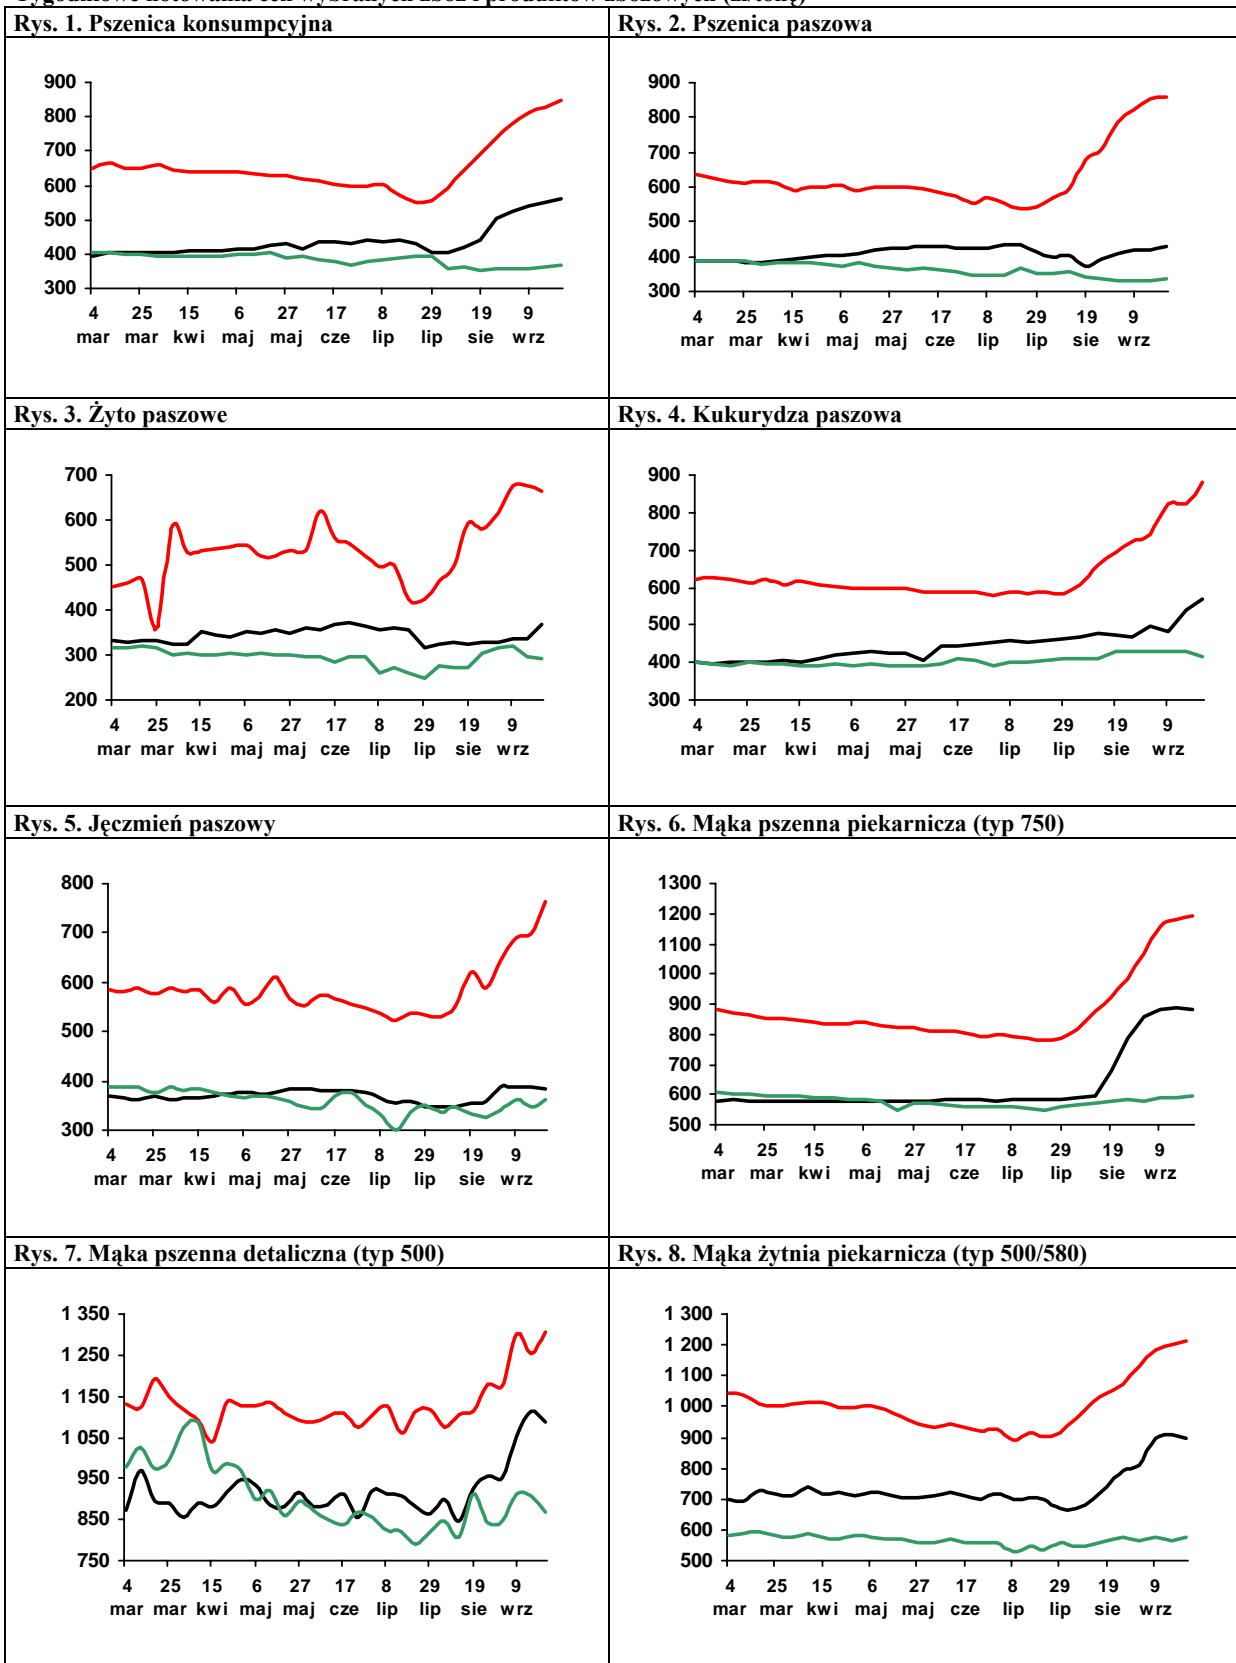 Tygodniowe notowania cen wybranych zbóż i produktów zbożowych (zł/tonę)
Rys. 1. Pszenica konsumpcyjna
900
800
700
600
500
400
300
4 25 15 6 27 17 8 29 19 9
mar mar kwi maj maj cze lip lip sie wrz
Rys. 2. Pszenica paszowa
900
800
700
600
500
400
300
4 25 15 6 27 17 8 29 19 9
mar mar kwi maj maj cze lip lip sie wrz
Rys. 3. Żyto paszowe
700
600
500
400
300
200
4 25 15 6 27 17 8 29 19 9
mar mar kwi maj maj cze lip lip sie wrz
Rys. 4. Kukurydza paszowa
900
800
700
600
500
400
300
4 25 15 6 27 17 8 29 19 9
mar mar kwi maj maj cze lip lip sie wrz
Rys. 5. Jęczmień paszowy
800
700
600
500
400
300
4 25 15 6 27 17 8 29 19 9
mar mar kwi maj maj cze lip lip sie wrz
Rys. 6. Mąka pszenna piekarnicza (typ 750)
1300
1200
1100
1000
900
800
700
600
500
4 25 15 6 27 17 8 29 19 9
mar mar kwi maj maj cze lip lip sie wrz
Rys. 7. Mąka pszenna detaliczna (typ 500)
1 350
1 250
1 150
1 050
950
850
750
4 25 15 6 27 17 8 29 19 9
mar mar kwi maj maj cze lip lip sie wrz
Rys. 8. Mąka żytnia piekarnicza (typ 500/580)
1 300
1 200
1 100
1 000
900
800
700
600
500
4 25 15 6 27 17 8 29 19 9
mar mar kwi maj maj cze lip lip sie wrz